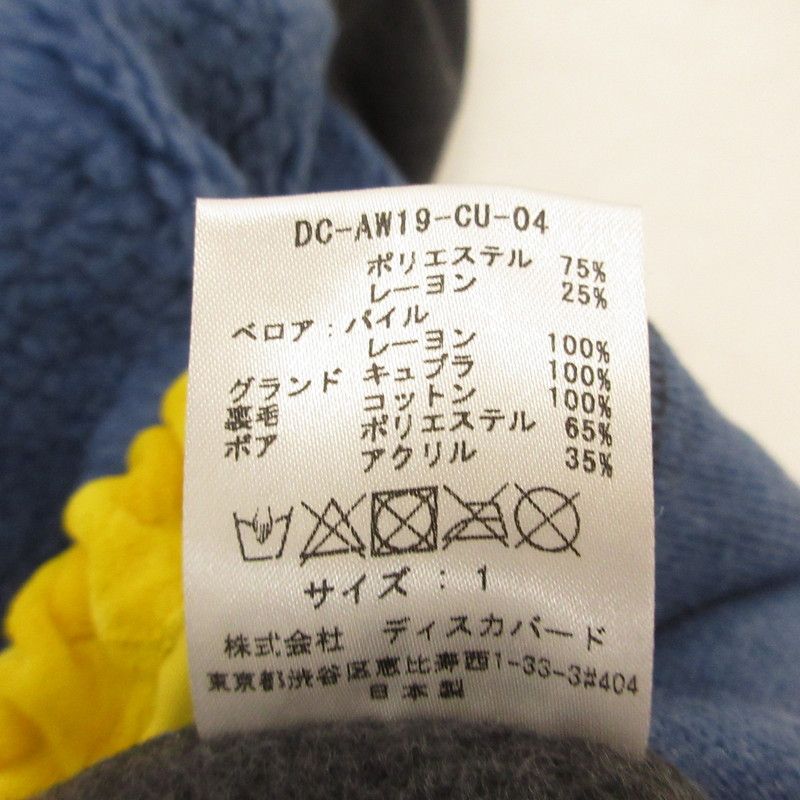 DC-AW19-CU-04
ポリエステル 75%
レーヨン 25%
ベロア：パイル
レーヨン 100%
グランド キュプラ 100%
裏毛 コットン 100%
ボア ポリエステル 65%
アクリル 35%
サイズ：1
株式会社 ディスカバード
東京都渋谷区恵比寿西1-33-3#404
日本製